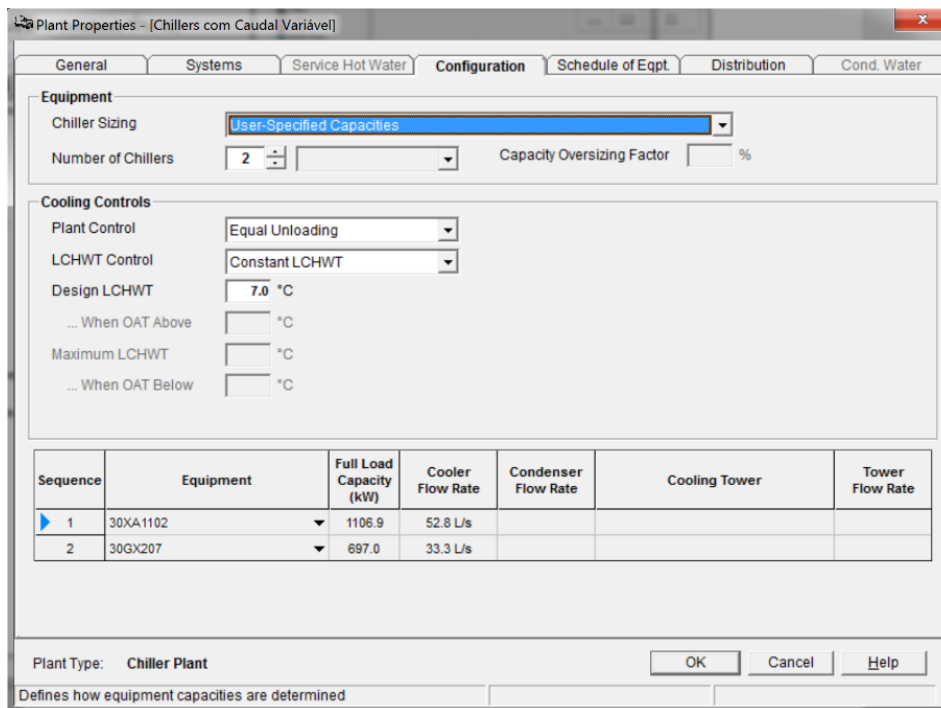 Plant Properties - [Chillers com Caudal Variável]
General Systems Service Hot Water Configuration Schedule of Eqpt. Distribution Cond. Water
Equipment
Chiller Sizing User-Specified Capacities
Number of Chillers 2 Capacity Oversizing Factor %
Cooling Controls
Plant Control Equal Unloading
LCHWT Control Constant LCHWT
Design LCHWT 7.0 °C
... When OAT Above °C
Maximum LCHWT °C
... When OAT Below °C
Sequence Equipment Full Load Capacity (kW) Cooler Flow Rate Condenser Flow Rate Cooling Tower Tower Flow Rate
1 30XA1102 1106.9 52.8 L/s
2 30GX207 697.0 33.3 L/s
Plant Type: Chiller Plant OK Cancel Help
Defines how equipment capacities are determined